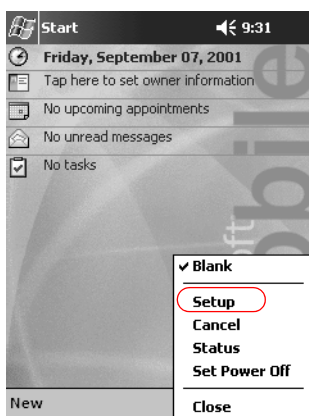 Start 9:31
Friday, September 07, 2001
Tap here to set owner information
No upcoming appointments
No unread messages
No tasks
Blank
Setup
Cancel
Status
Set Power Off
New
Close